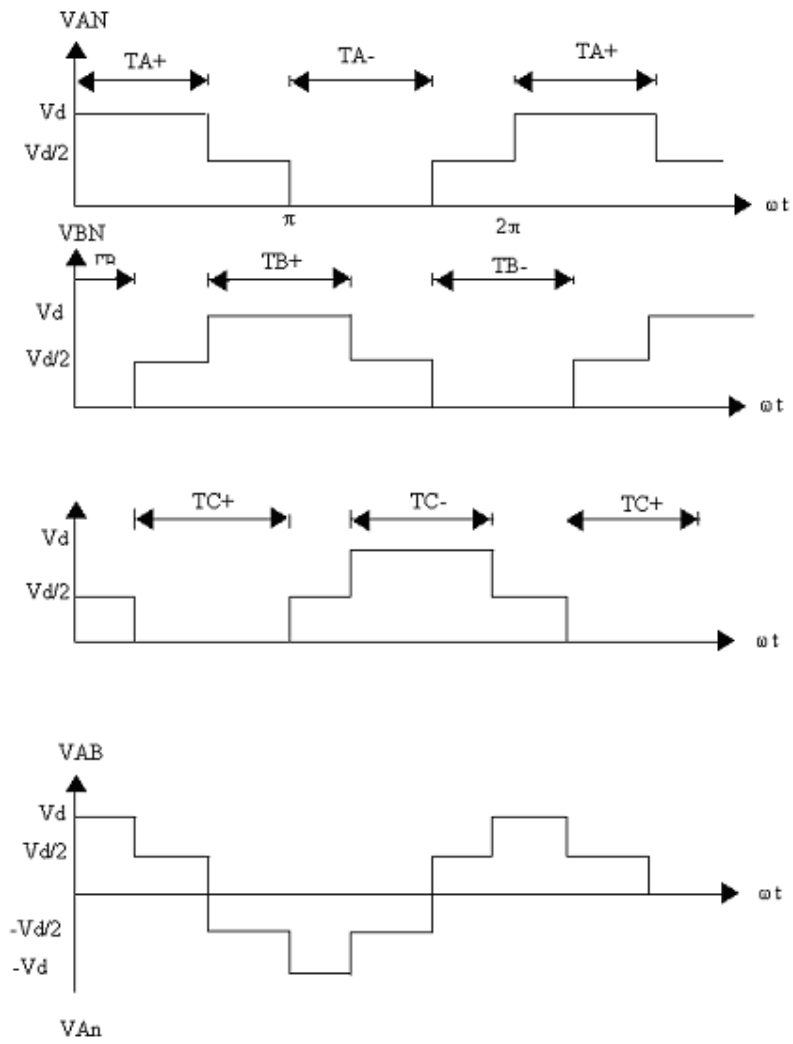 VAN
TA+ TA- TA+
Vd
Vd/2
π 2π ωt
VBN
TB+ TB-
Vd
Vd/2
ωt
TC+ TC- TC+
Vd
Vd/2
ωt
VAB
Vd
Vd/2
ωt
-Vd/2
-Vd
VAn